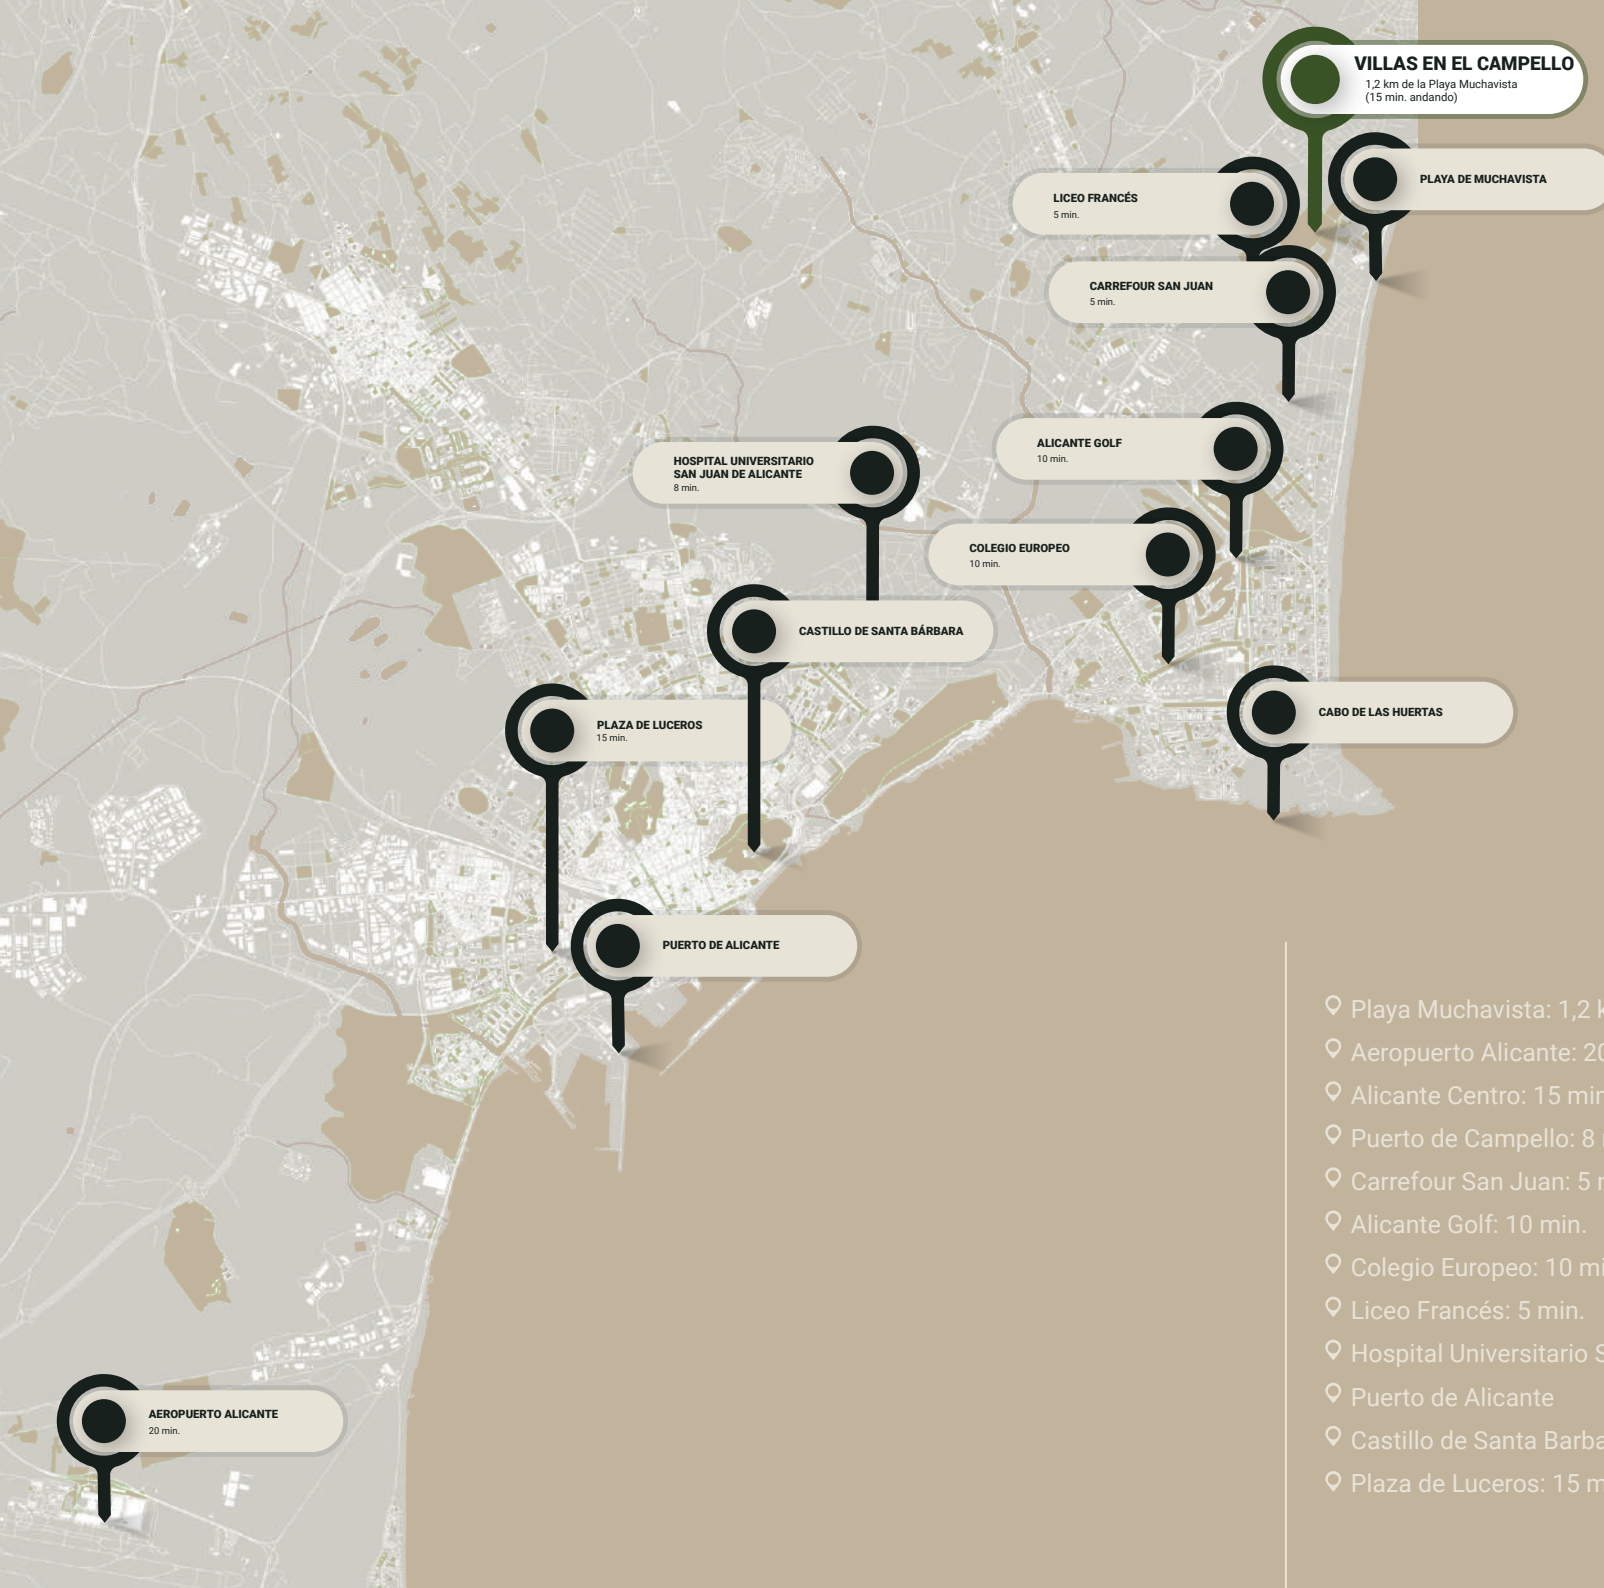 VILLAS EN EL CAMPELLO
1,2 km de la Playa Muchavista
(15 min. andando)
PLAYA DE MUCHAVISTA
LICEO FRANCÉS
5 min.
CARREFOUR SAN JUAN
5 min.
ALICANTE GOLF
10 min.
HOSPITAL UNIVERSITARIO
SAN JUAN DE ALICANTE
8 min.
COLEGIO EUROPEO
10 min.
CASTILLO DE SANTA BÁRBARA
CABO DE LAS HUERTAS
PLAZA DE LUCEROS
15 min.
PUERTO DE ALICANTE
AEROPUERTO ALICANTE
20 min.
Playa Muchavista: 1,2
Aeropuerto Alicante: 20
Alicante Centro: 15 min
Puerto de Campello: 8
Carrefour San Juan: 5
Alicante Golf: 10 min.
Colegio Europeo: 10 mi
Liceo Francés: 5 min.
Hospital Universitario S
Puerto de Alicante
Castillo de Santa Barba
Plaza de Luceros: 15 m